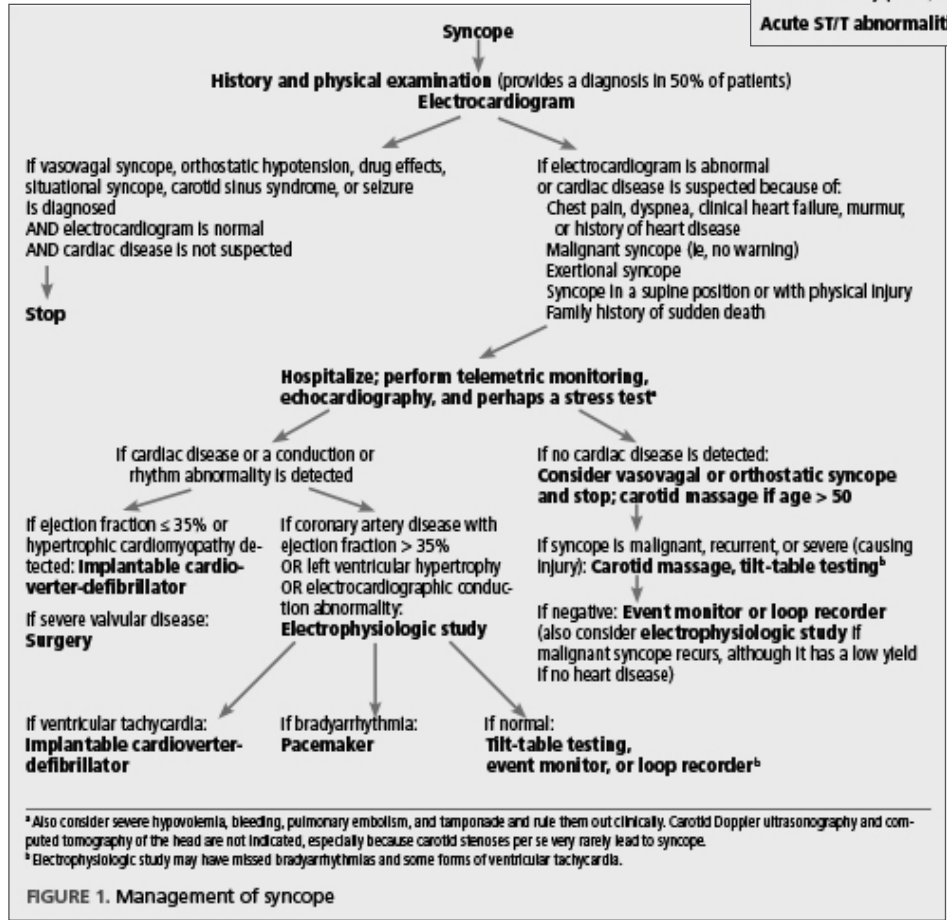 Acute ST/T abnormaliti
Syncope
History and physical examination (provides a diagnosis in 50% of patients)
Electrocardiogram
If vasovagal syncope, orthostatic hypotension, drug effects,
situational syncope, carotid sinus syndrome, or seizure
is diagnosed
AND electrocardiogram is normal
AND cardiac disease is not suspected
Stop
If electrocardiogram is abnormal
or cardiac disease is suspected because of:
Chest pain, dyspnea, clinical heart failure, murmur,
or history of heart disease
Malignant syncope (ie, no warning)
Exertional syncope
Syncope in a supine position or with physical injury
Family history of sudden death
Hospitalize; perform telemetric monitoring,
echocardiography, and perhaps a stress test a
If cardiac disease or a conduction or
rhythm abnormality is detected
If ejection fraction ≤ 35% or
hypertrophic cardiomyopathy de-
tected: Implantable cardio-
verter-defibrillator
If severe valvular disease:
Surgery
If coronary artery disease with
ejection fraction > 35%
OR left ventricular hypertrophy
OR electrocardiographic conduc-
tion abnormality:
Electrophysiologic study
If no cardiac disease is detected:
Consider vasovagal or orthostatic syncope
and stop; carotid massage if age > 50
If syncope is malignant, recurrent, or severe (causing
injury): Carotid massage, tilt-table testing b
If negative: Event monitor or loop recorder
(also consider electrophysiologic study if
malignant syncope recurs, although it has a low yield
if no heart disease)
If ventricular tachycardia:
Implantable cardioverter-
defibrillator
If bradyarrhythmia:
Pacemaker
If normal:
Tilt-table testing,
event monitor, or loop recorder b
a Also consider severe hypovolemia, bleeding, pulmonary embolism, and tamponade and rule them out clinically. Carotid Doppler ultrasonography and com-
puted tomography of the head are not indicated, especially because carotid stenoses per se very rarely lead to syncope.
b Electrophysiologic study may have missed bradyarrhythmias and some forms of ventricular tachycardia.
FIGURE 1. Management of syncope